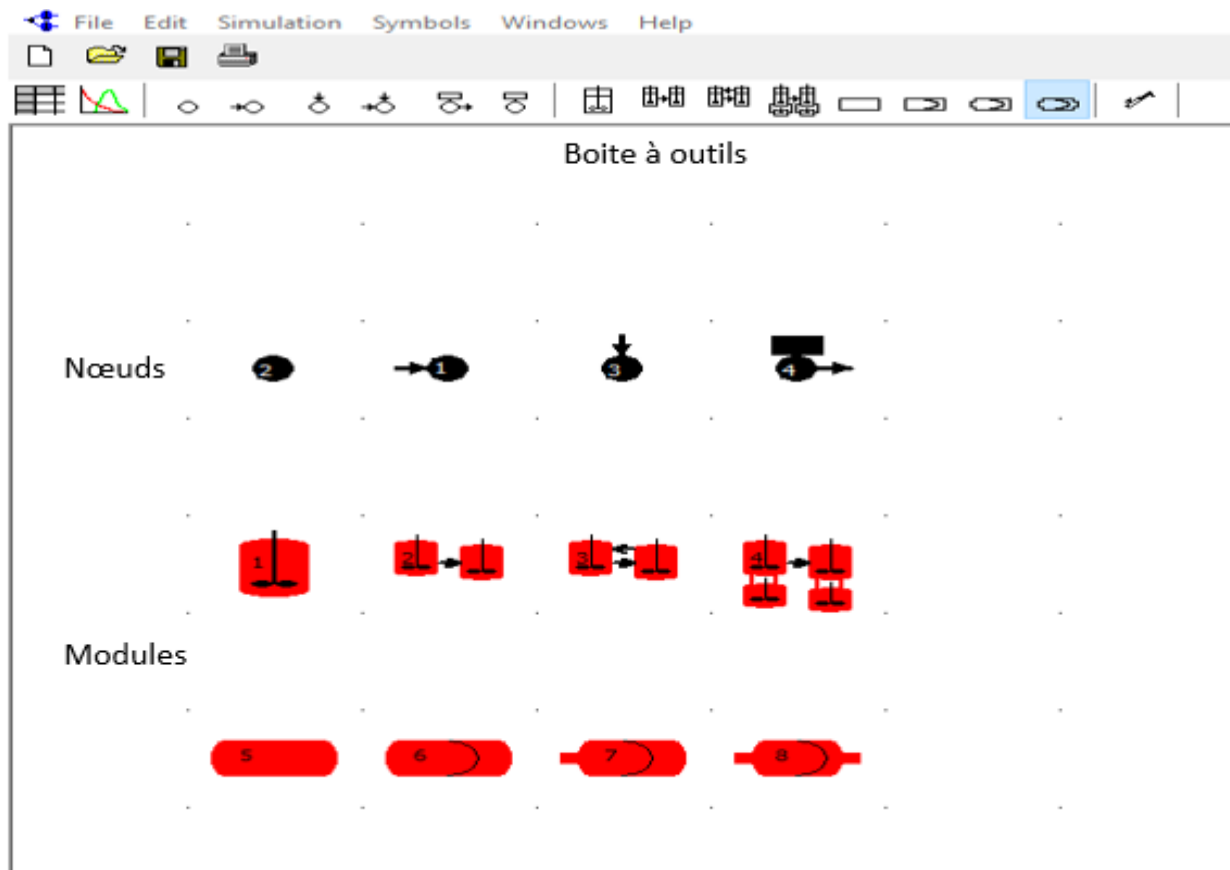 File Edit Simulation Symbols Windows Help
Boite à outils
Nœuds 2 1 3 4
1 2 3 4
Modules
5 6 7 8